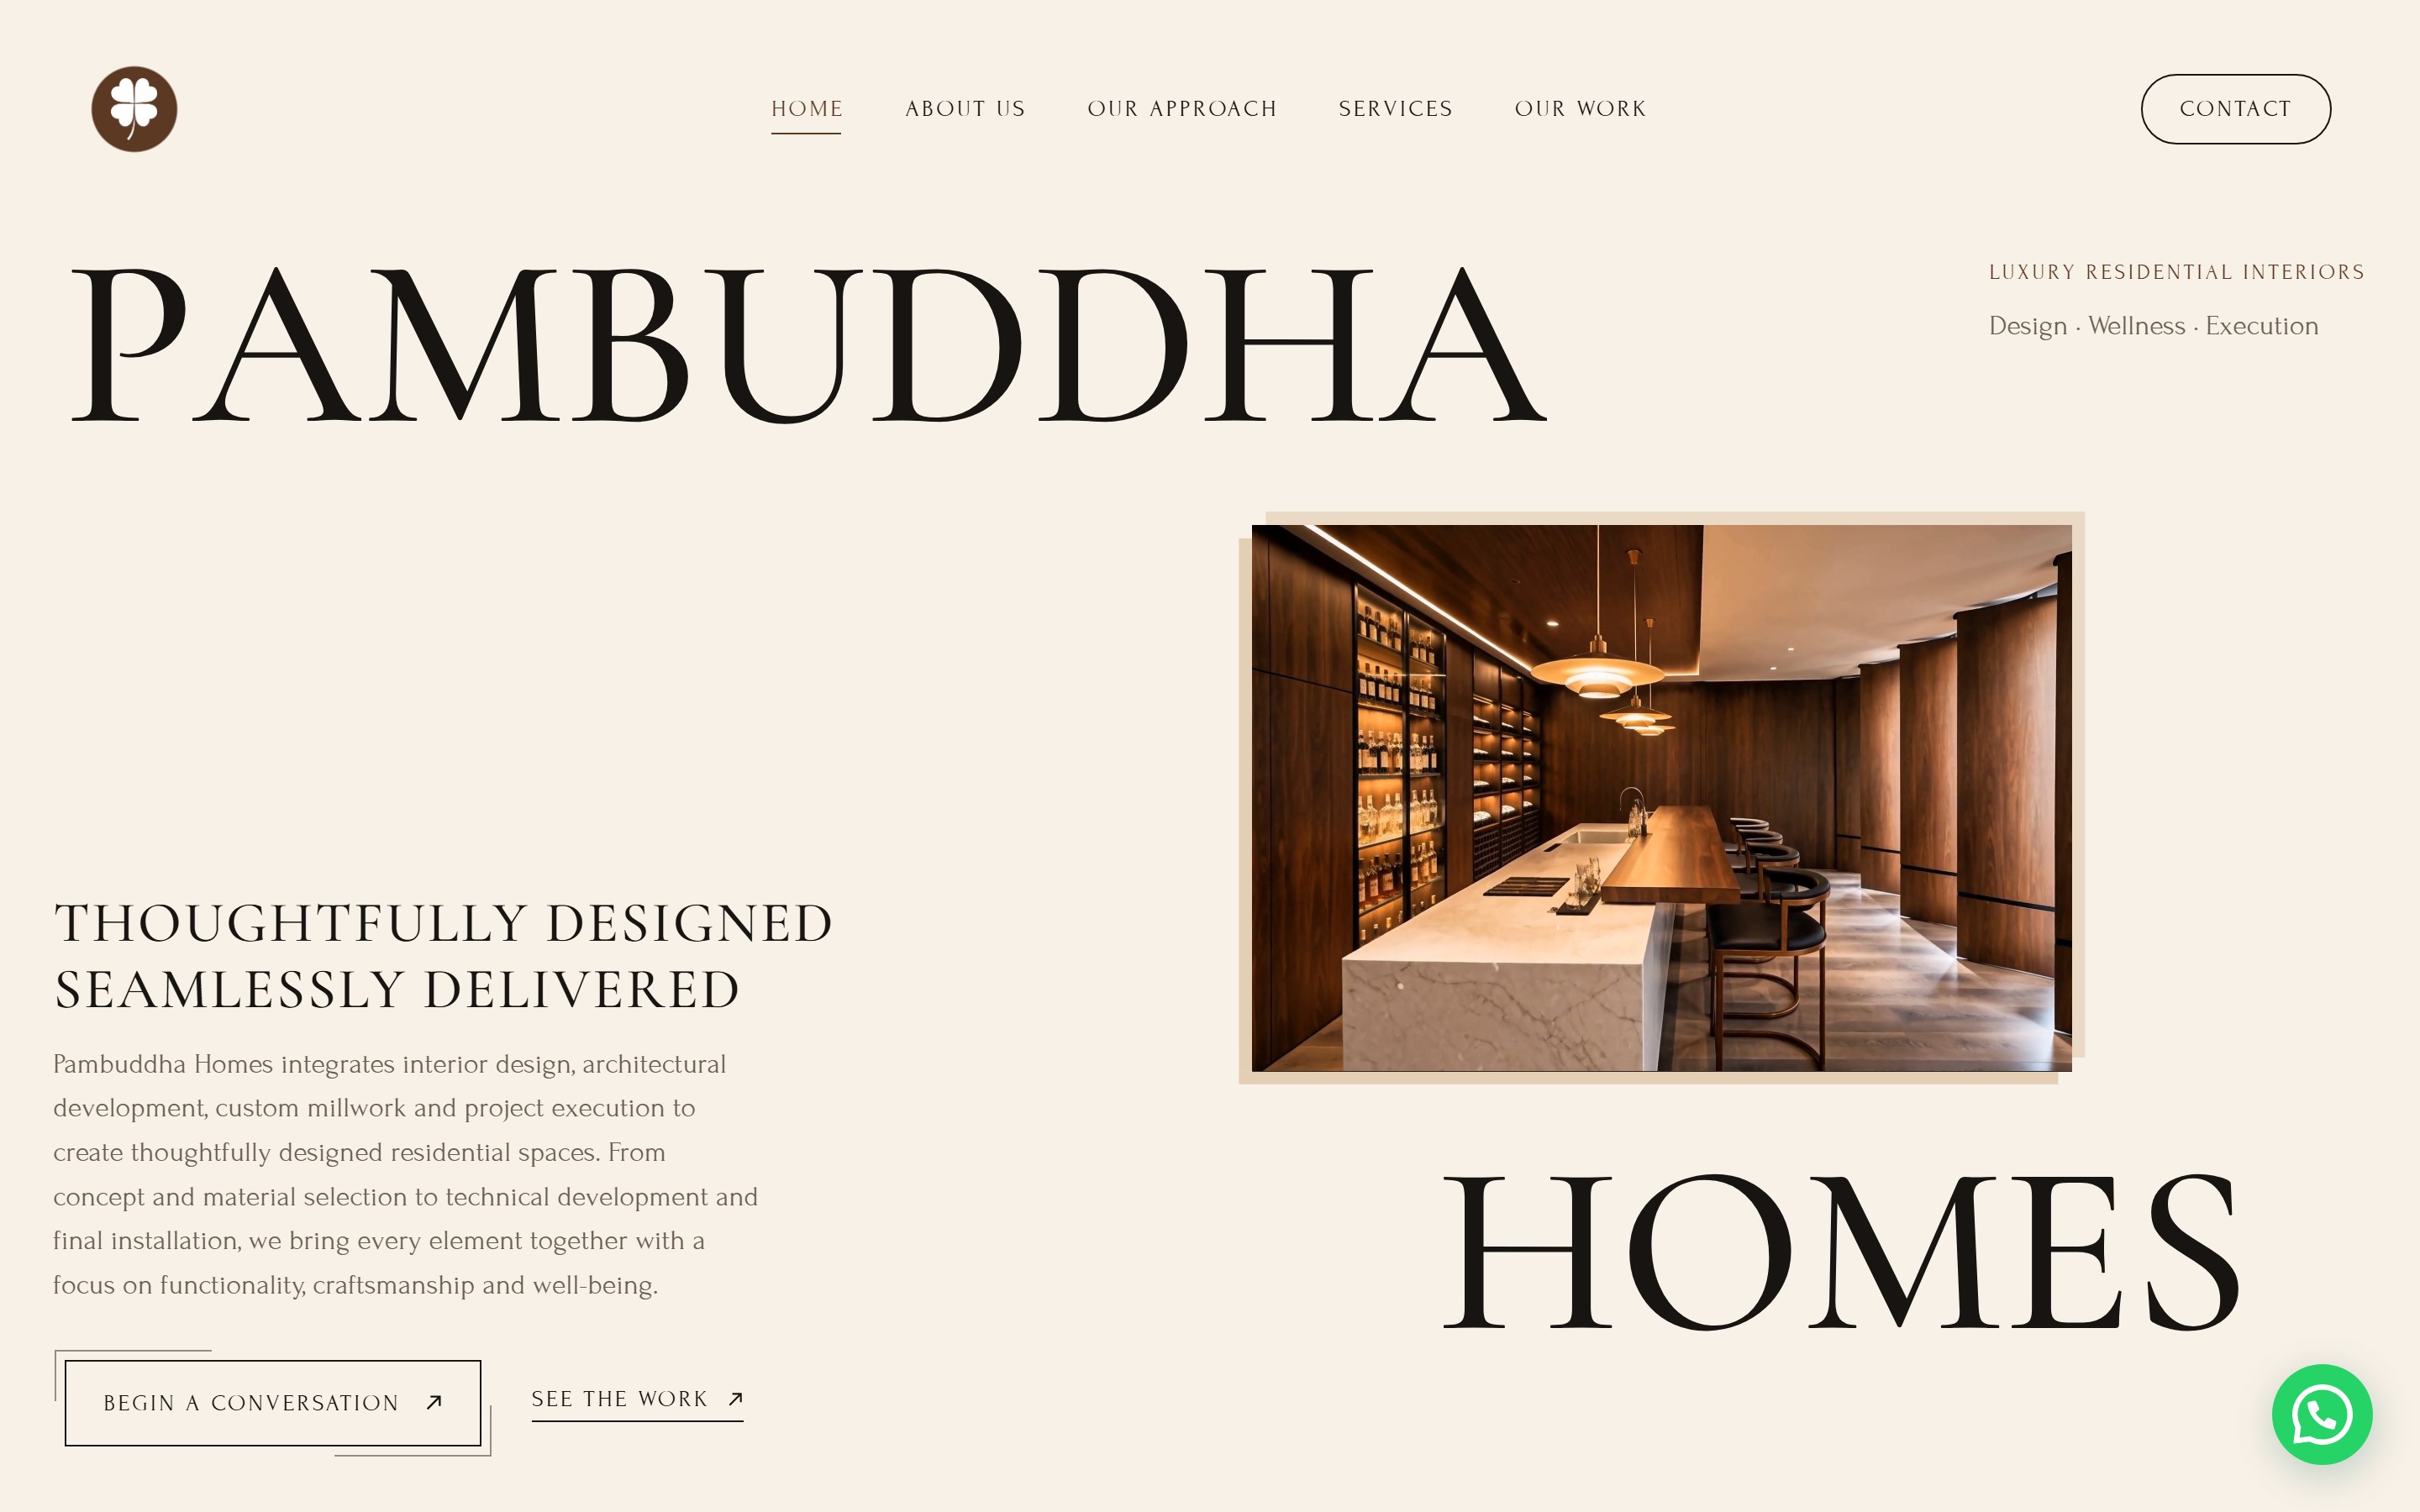 HOME
ABOUT US
OUR APPROACH
SERVICES
OUR WORK
CONTACT
PAMBUDDHA
LUXURY RESIDENTIAL INTERIORS
Design · Wellness · Execution
THOUGHTFULLY DESIGNED
SEAMLESSLY DELIVERED
Pambuddha Homes integrates interior design, architectural
development, custom millwork and project execution to
create thoughtfully designed residential spaces. From
concept and material selection to technical development and
final installation, we bring every element together with a
focus on functionality, craftsmanship and well-being.
BEGIN A CONVERSATION
SEE THE WORK
HOMES